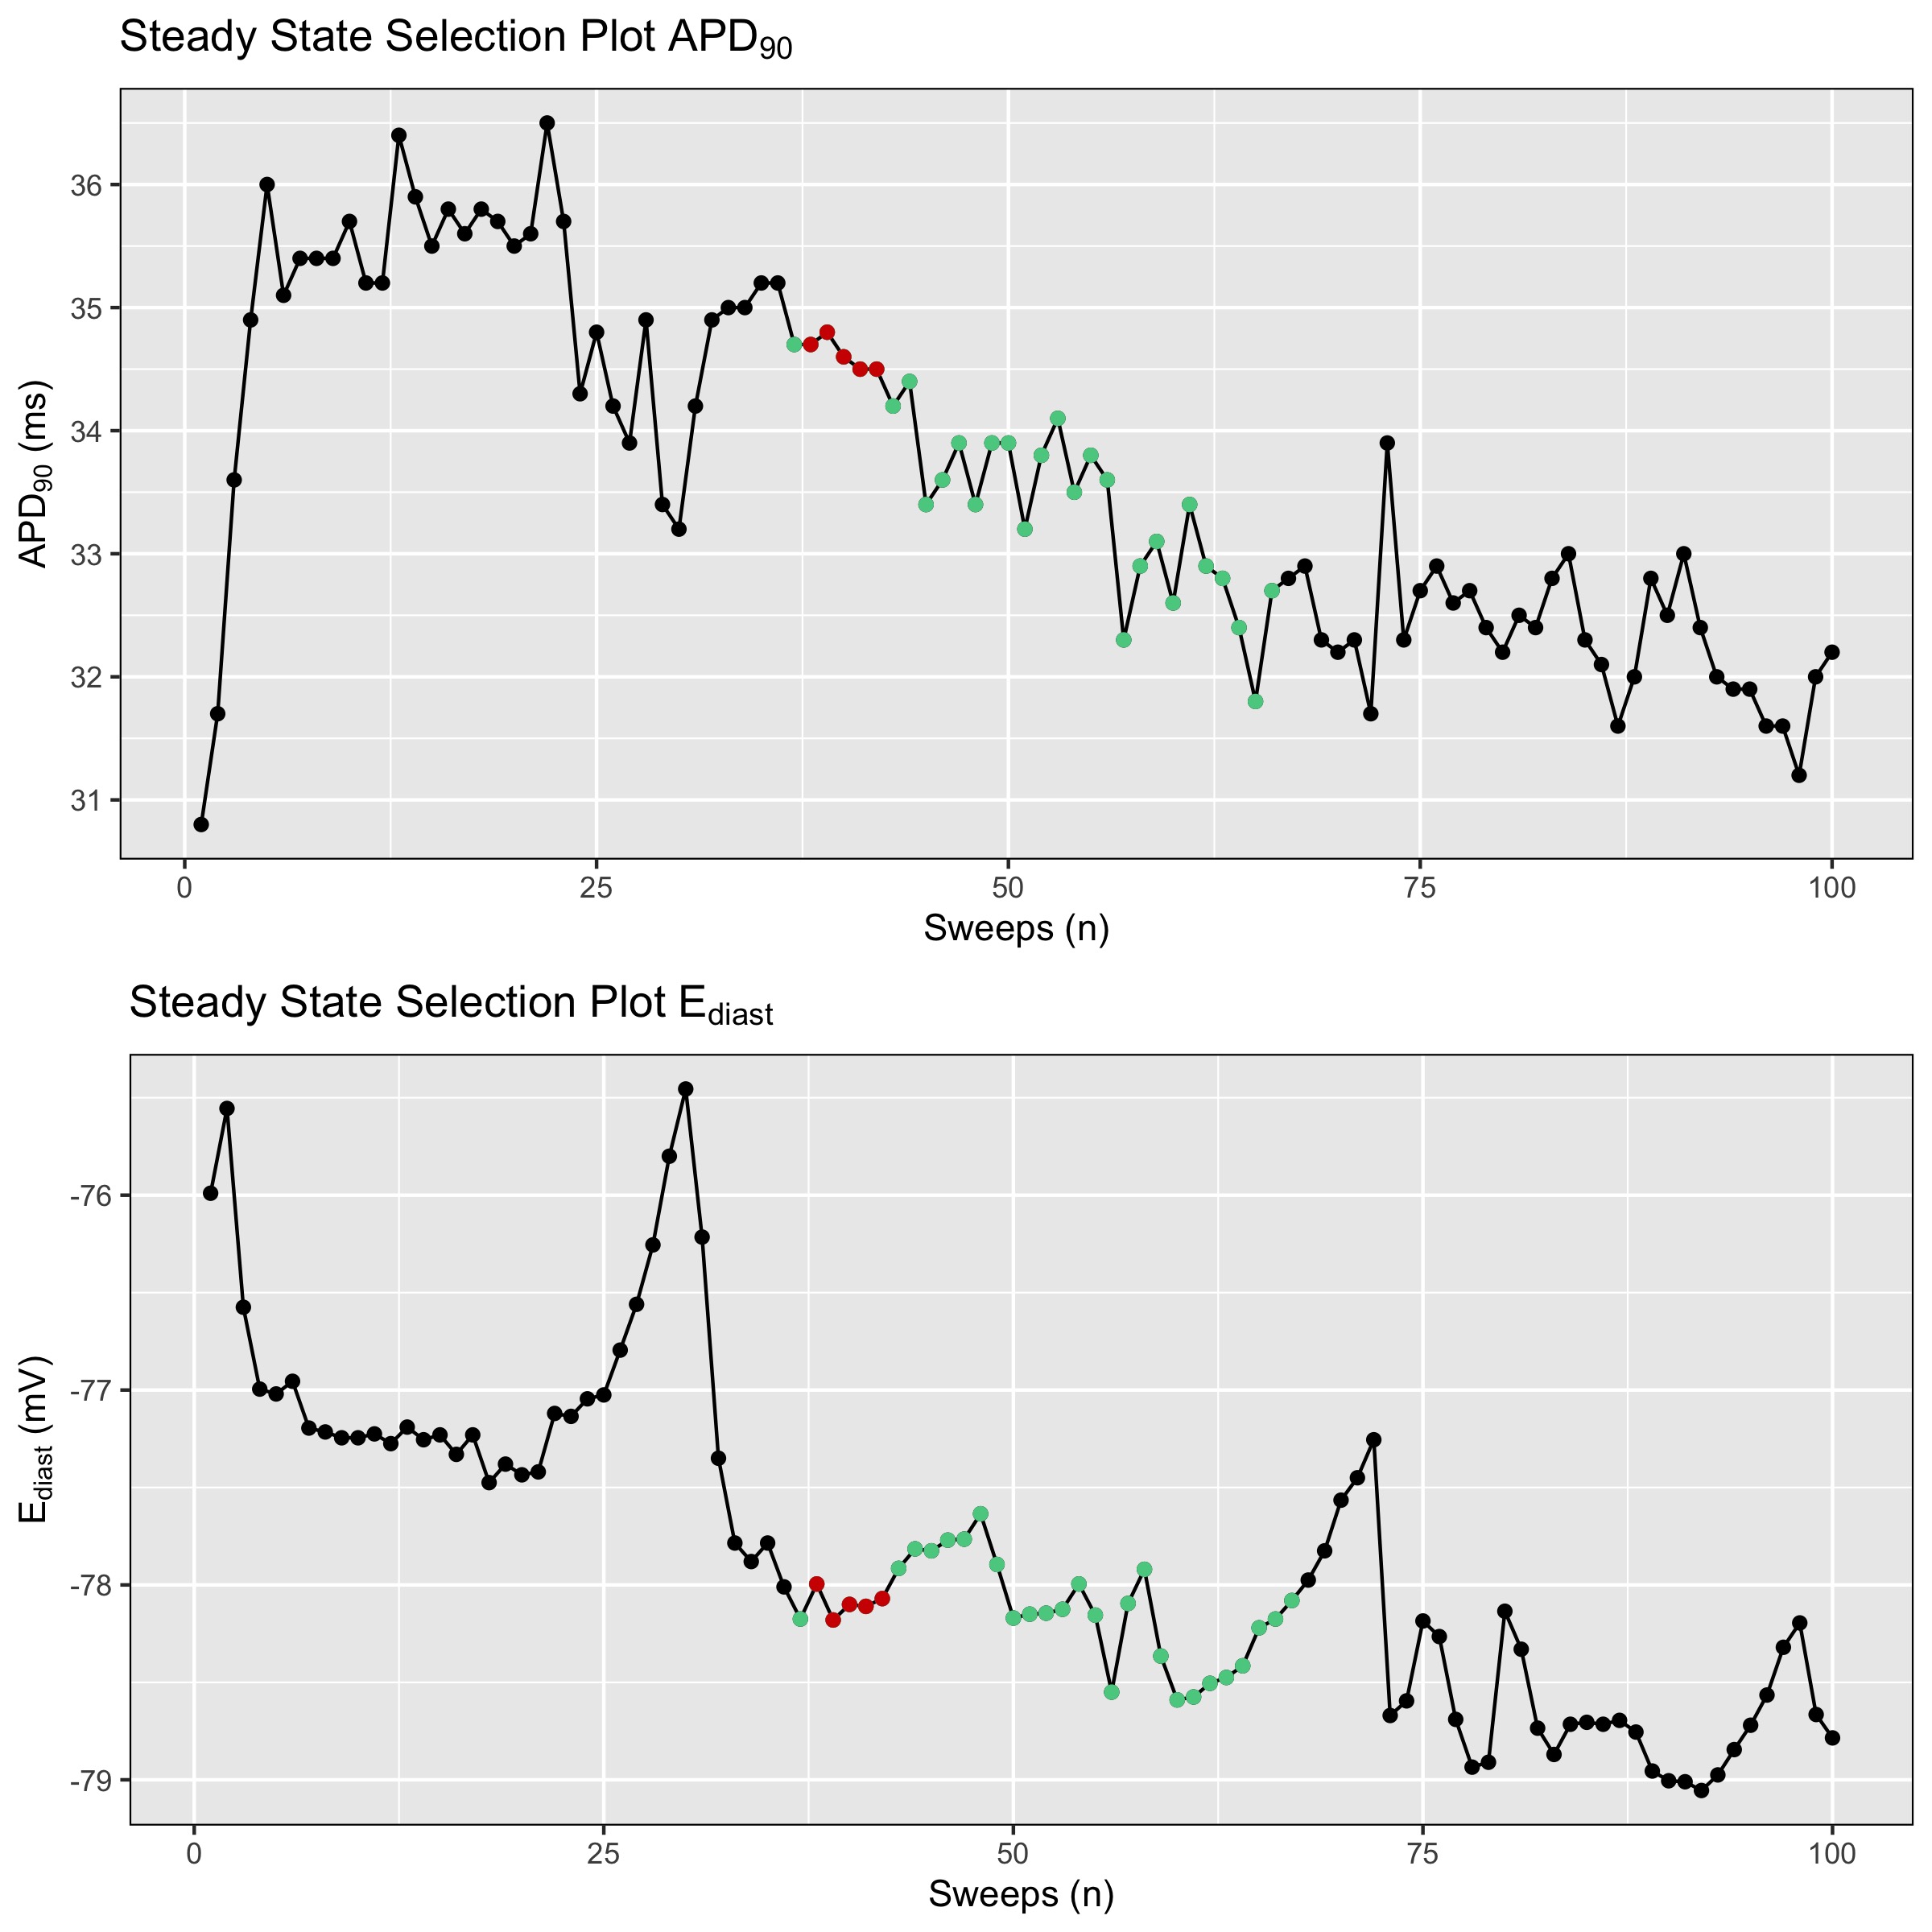 Steady State Selection Plot APD90
36
35
34
33
32
31
APD90 (ms)
0 25 50 75 100
Sweeps (n)
Steady State Selection Plot Ediast
-76
-77
-78
-79
Ediast (mV)
0 25 50 75 100
Sweeps (n)